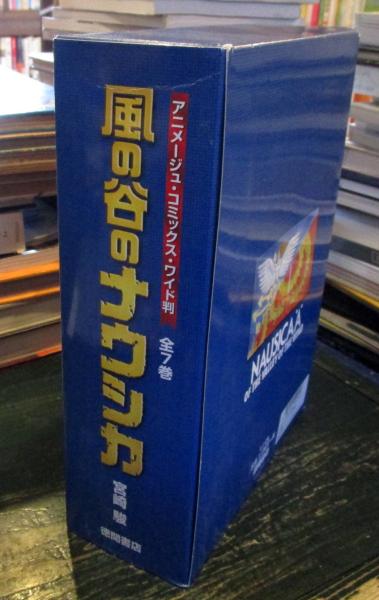 アニメージュ・コミックス・ワイド判
風の谷のナウシカ
全7巻
宮崎駿
徳間書店
NAUSICAÄ
OF THE VALLEY OF THE WIND